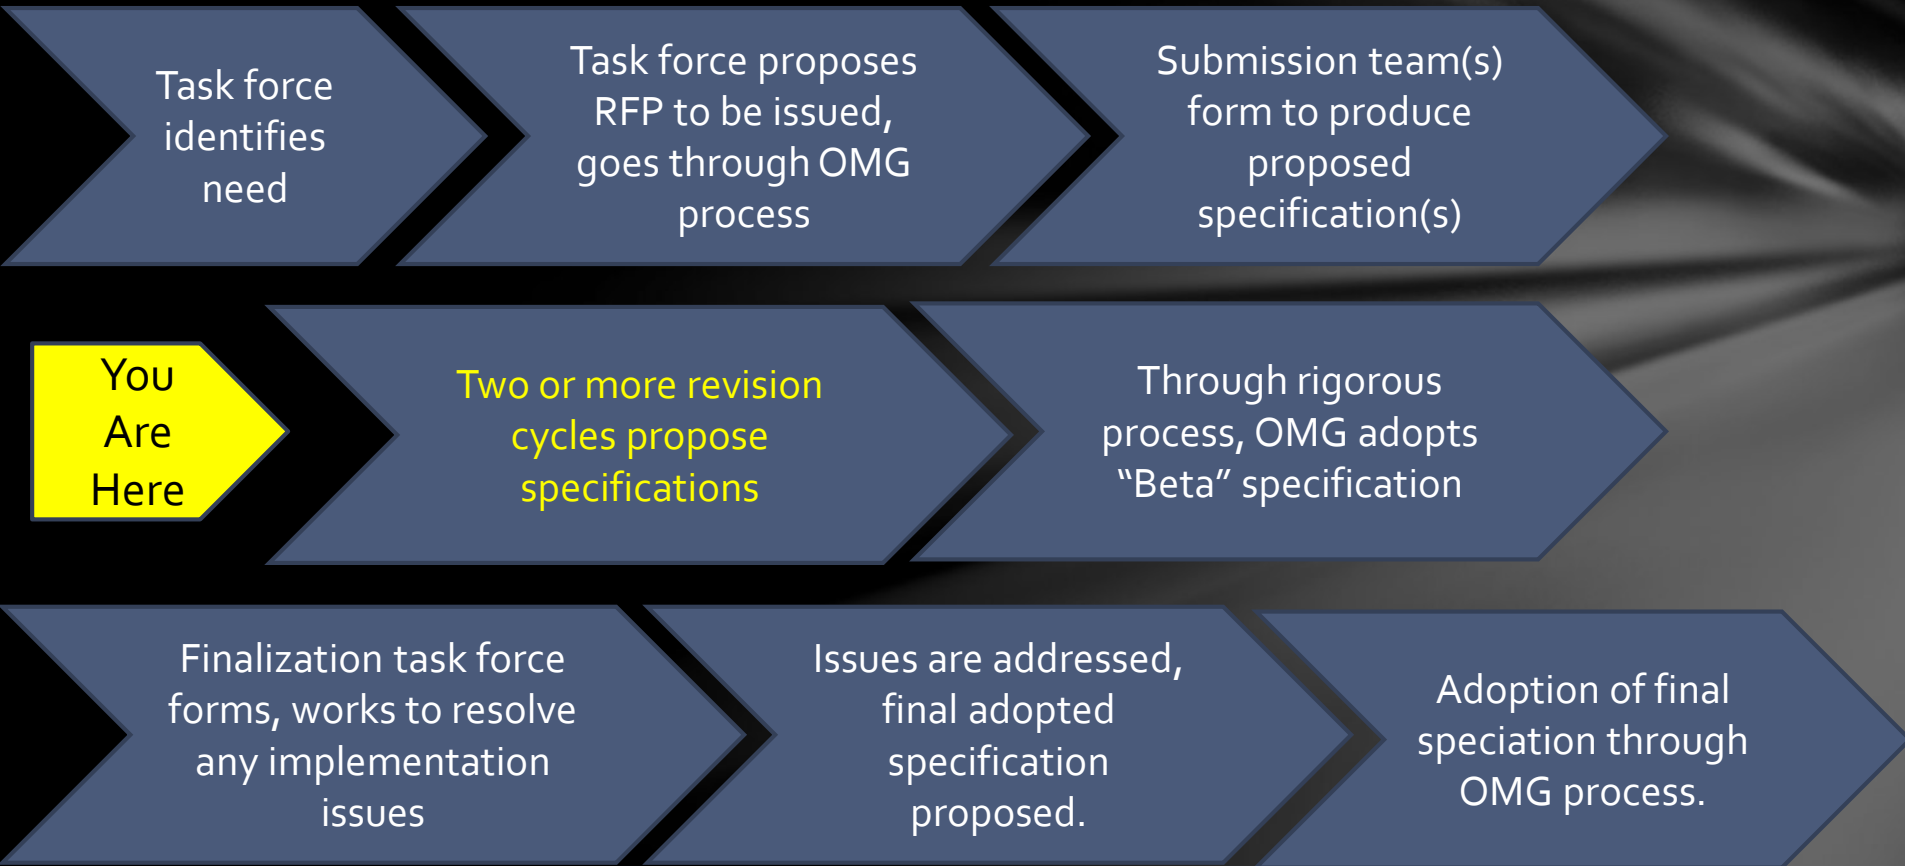 Task force
identifies
need
Task force proposes
RFP to be issued,
goes through OMG
process
Submission team(s)
form to produce
proposed
specification(s)
You
Are
Here
Two or more revision
cycles propose
specifications
Through rigorous
process, OMG adopts
“Beta” specification
Finalization task force
forms, works to resolve
any implementation
issues
Issues are addressed,
final adopted
specification
proposed.
Adoption of final
speciation through
OMG process.